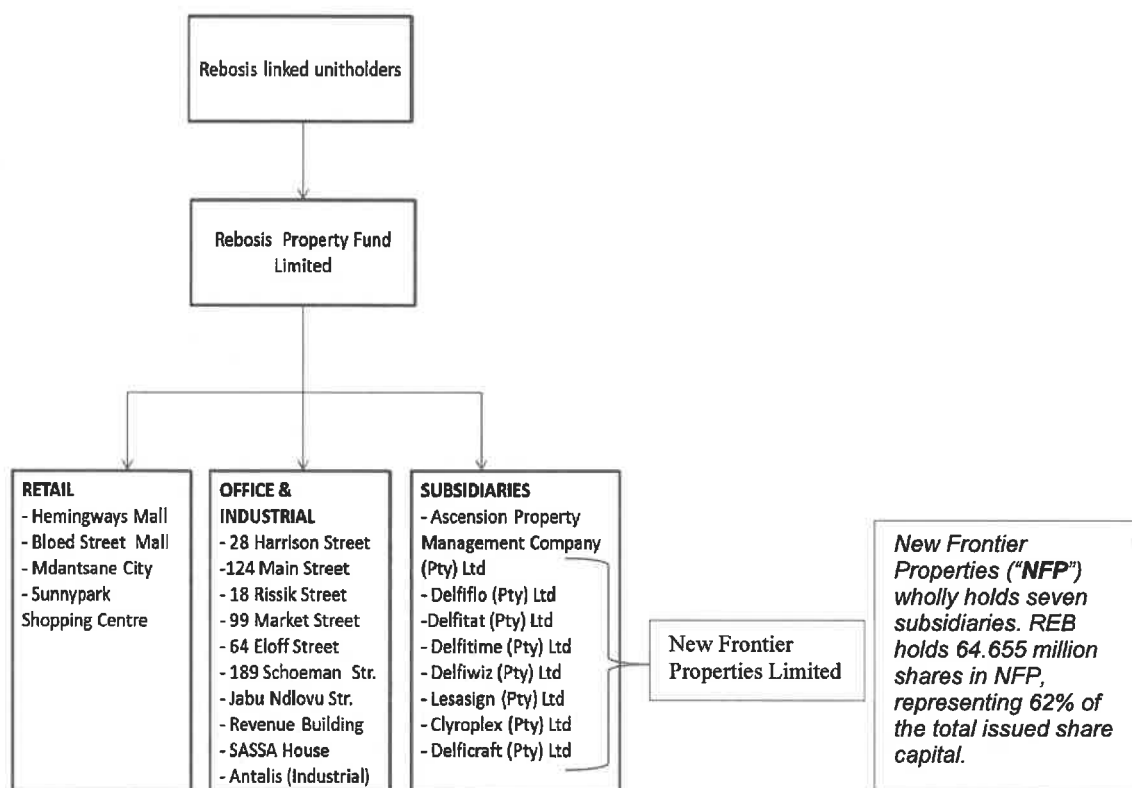 Rebosis linked unitholders
Rebosis Property Fund
Limited
RETAIL
- Hemingways Mall
- Bloed Street Mall
- Mdantsane City
- Sunnypark
Shopping Centre
OFFICE &
INDUSTRIAL
- 28 Harrison Street
-124 Main Street
- 18 Rissik Street
- 99 Market Street
- 64 Eloff Street
- 189 Schoeman Str.
- Jabu Ndlovu Str.
- Revenue Building
- SASSA House
- Antalis (Industrial)
SUBSIDIARIES
- Ascension Property
Management Company
(Pty) Ltd
- Delfiflo (Pty) Ltd
-Delfitat (Pty) Ltd
- Delfitime (Pty) Ltd
- Delfiwiz (Pty) Ltd
- Lesasign (Pty) Ltd
- Clyroplex (Pty) Ltd
- Delficraft (Pty) Ltd
New Frontier
Properties Limited
New Frontier
Properties (“NFP”)
wholly holds seven
subsidiaries. REB
holds 64.655 million
shares in NFP,
representing 62% of
the total issued share
capital.